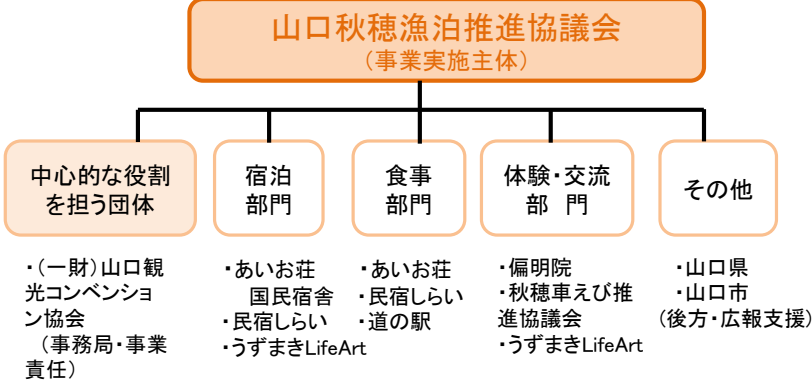 山口秋穂漁泊推進協議会
（事業実施主体）
中心的な役割
を担う団体
宿泊
部門
食事
部門
体験・交流
部　門
その他
・（一財）山口観
光コンベンショ
ン協会
（事務局・事業
責任）
・あいお荘
国民宿舎
・民宿しらい
・うずまきLifeArt
・あいお荘
・民宿しらい
・道の駅
・偏明院
・秋穂車えび推
進協議会
・うずまきLifeArt
・山口県
・山口市
（後方・広報支援）